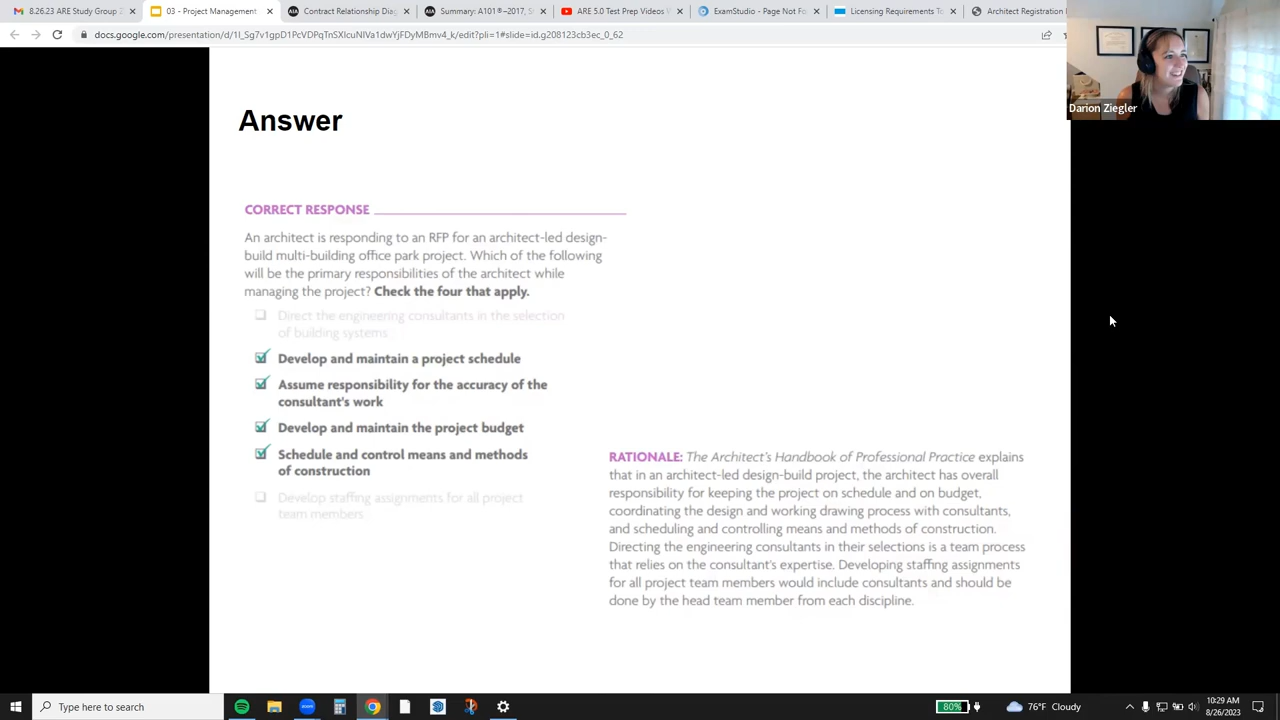 8.26.23 ARE Study Group Z
03 - Project Management
Contract Relationship Diag
Summary: A101®–2017, S
ARE 5.0 Test Prep Videos
ExamStudio - Page Not Fo
Licensing Requirements To
Architect Registration
docs.google.com/presentation/d/1l_Sg7v1gpD1PcVDPqTnSXlcuNlVa1dwYjFDyMBmv4_k/edit?pli=1#slide=id.g208123cb3ec_0_62
Darion Ziegler
Answer
CORRECT RESPONSE
An architect is responding to an RFP for an architect-led design-
build multi-building office park project. Which of the following
will be the primary responsibilities of the architect while
managing the project? Check the four that apply.
Direct the engineering consultants in the selection
of building systems
Develop and maintain a project schedule
Assume responsibility for the accuracy of the
consultant's work
Develop and maintain the project budget
Schedule and control means and methods
of construction
Develop staffing assignments for all project
team members
RATIONALE: The Architect's Handbook of Professional Practice explains
that in an architect-led design-build project, the architect has overall
responsibility for keeping the project on schedule and on budget,
coordinating the design and working drawing process with consultants,
and scheduling and controlling means and methods of construction.
Directing the engineering consultants in their selections is a team process
that relies on the consultant's expertise. Developing staffing assignments
for all project team members would include consultants and should be
done by the head team member from each discipline.
Type here to search
80%
76°F Cloudy
10:29 AM
8/26/2023